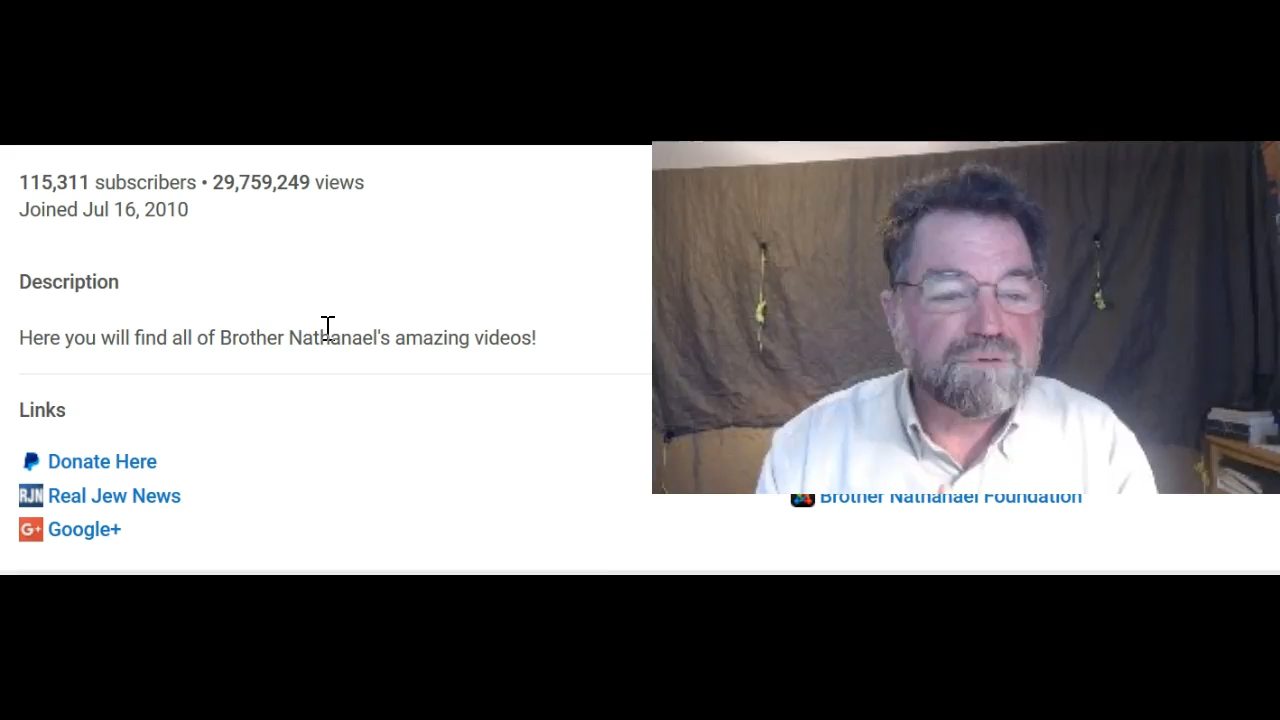 115,311 subscribers • 29,759,249 views
Joined Jul 16, 2010
Description
Here you will find all of Brother Nathanael's amazing videos!
Links
Donate Here
RJN Real Jew News
Brother Nathanael Foundation
G+ Google+